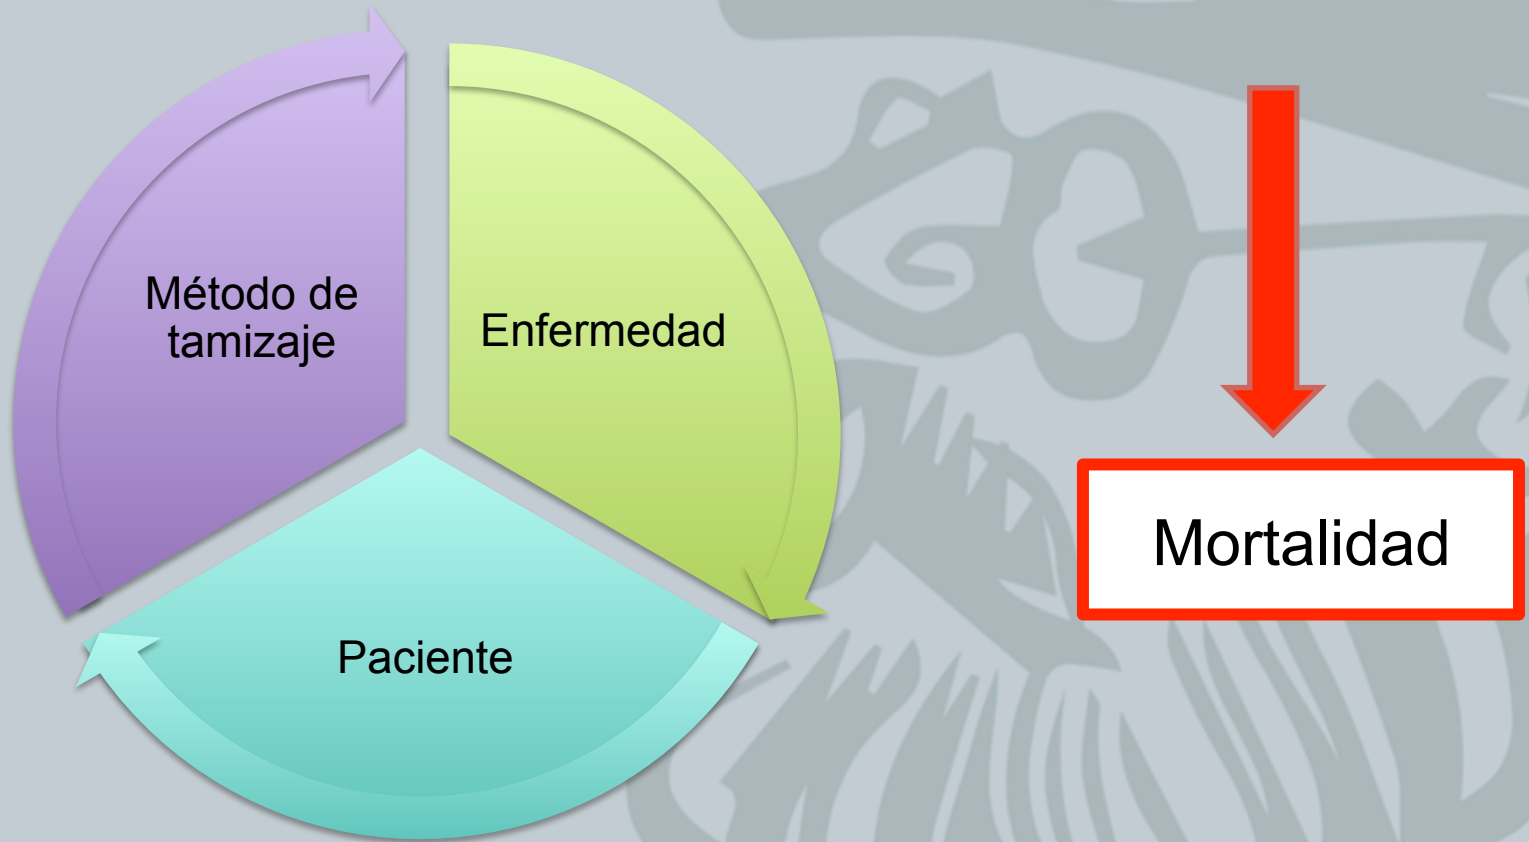 Método de
tamizaje
Enfermedad
Paciente
Mortalidad